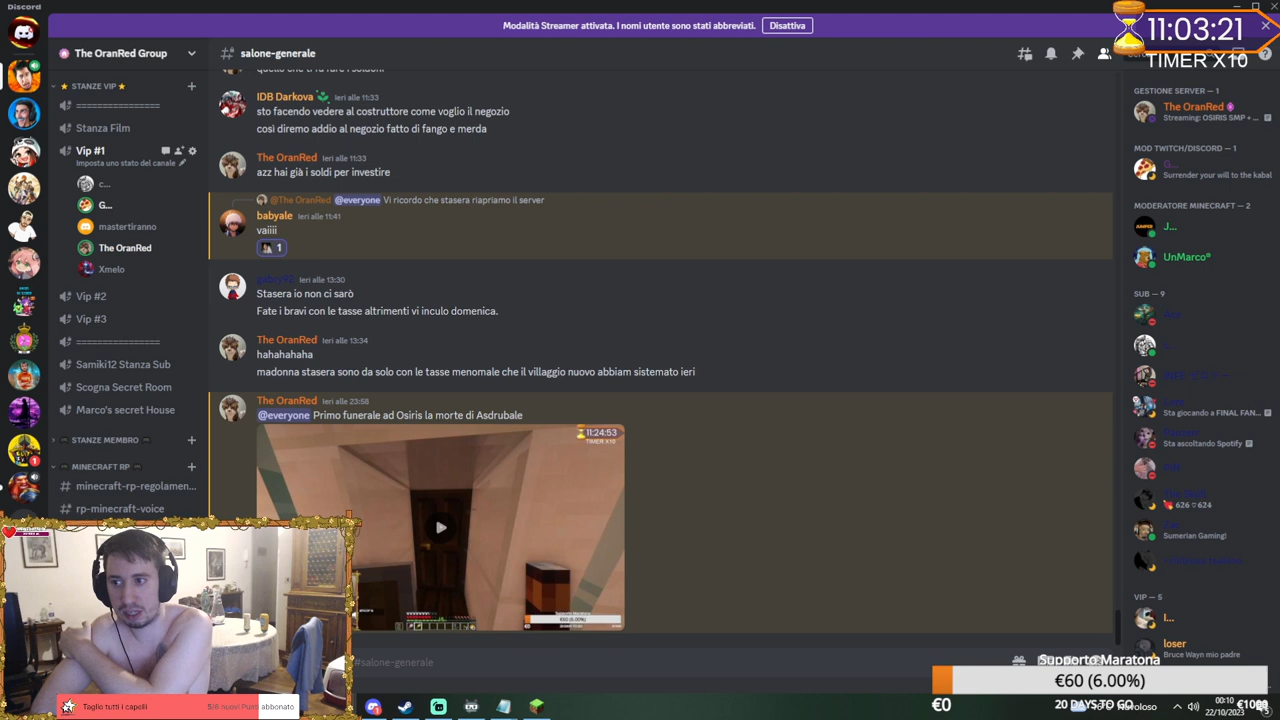 Discord
Modalità Streamer attivata. I nomi utente sono stati abbreviati. Disattiva
11:03:21
TIMER X10
The OranRed Group
salone-generale
STANZE VIP
================
Stanza Film
Vip #1
Imposta uno stato del canale
c...
G...
mastertiranno
The OranRed
Xmelo
Vip #2
Vip #3
================
Samiki12 Stanza Sub
Scogna Secret Room
Marco's secret House
STANZE MEMBRO
MINECRAFT RP
minecraft-rp-regolamen...
rp-minecraft-voice
IDB Darkova Ieri alle 11:33
sto facendo vedere al costruttore come voglio il negozio
così diremo addio al negozio fatto di fango e merda
The OranRed Ieri alle 11:33
azz hai già i soldi per investire
@The OranRed @everyone Vi ricordo che stasera riapriamo il server
babyale Ieri alle 11:41
vaiiii
1
Ieri alle 13:30
Stasera io non ci sarò
Fate i bravi con le tasse altrimenti vi inculo domenica.
The OranRed Ieri alle 13:34
hahahahaha
madonna stasera sono da solo con le tasse menomale che il villaggio nuovo abbiam sistemato ieri
The OranRed Ieri alle 23:58
@everyone Primo funerale ad Osiris la morte di Asdrubale
11:24:53
TIMER X10
€60 (6.00%)
#salone-generale
GESTIONE SERVER — 1
The OranRed
Streaming: OSIRIS SMP + ...
MOD TWITCH/DISCORD — 1
G...
Surrender your will to the kabal
MODERATORE MINECRAFT — 2
J...
UnMarco®
SUB — 9
Sta giocando a FINAL FAN...
Sta ascoltando Spotify
626 624
Sumerian Gaming!
VIP — 5
I...
loser
Bruce Wayn mio padre
Supporto Maratona
€60 (6.00%)
€0
20 DAYS TO GO
Taglio tutti i capelli
abbonato
00:10
22/10/2023